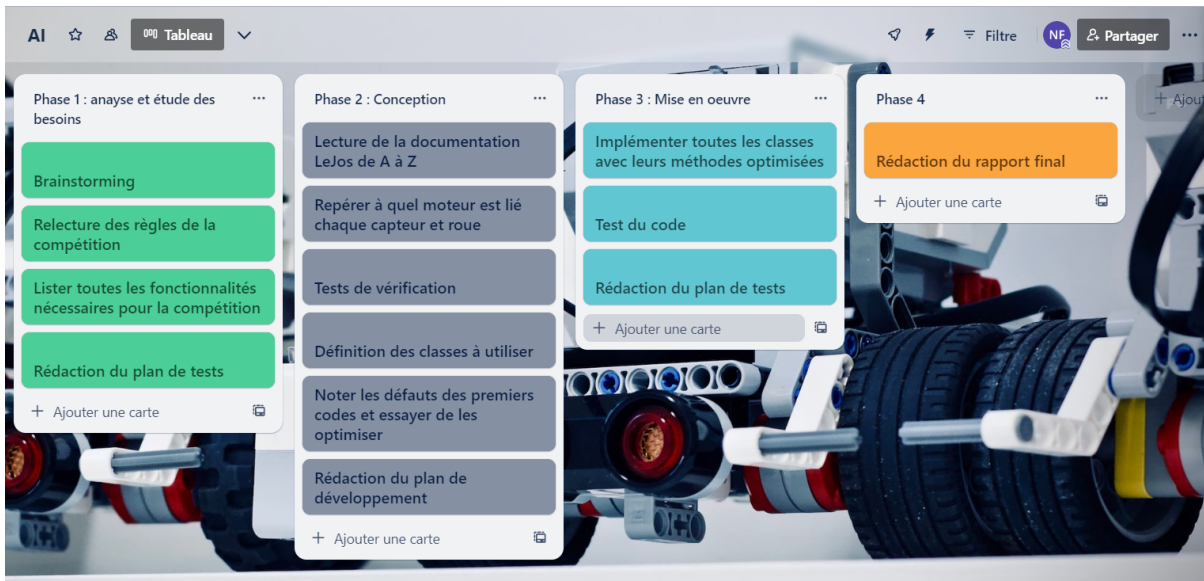 AI
Tableau
Filtre
NF
Partager
Phase 1 : anayse et étude des
besoins
Brainstorming
Relecture des règles de la
compétition
Lister toutes les fonctionnalités
nécessaires pour la compétition
Rédaction du plan de tests
+ Ajouter une carte
Phase 2 : Conception
Lecture de la documentation
LeJos de A à Z
Repérer à quel moteur est lié
chaque capteur et roue
Tests de vérification
Définition des classes à utiliser
Noter les défauts des premiers
codes et essayer de les
optimiser
Rédaction du plan de
développement
+ Ajouter une carte
Phase 3 : Mise en oeuvre
Implémenter toutes les classes
avec leurs méthodes optimisées
Test du code
Rédaction du plan de tests
+ Ajouter une carte
Phase 4
Rédaction du rapport final
+ Ajouter une carte
+ Ajout